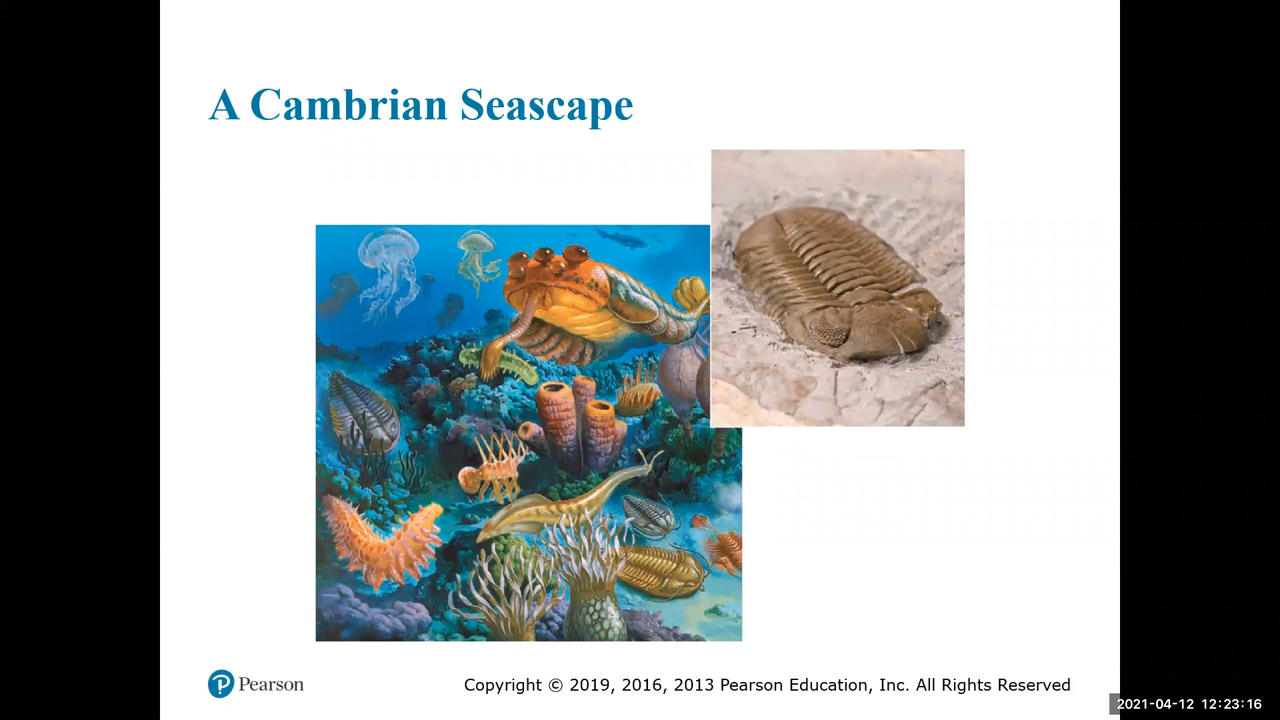 A Cambrian Seascape
Pearson
Copyright © 2019, 2016, 2013 Pearson Education, Inc. All Rights Reserved
2021-04-12 12:23:16